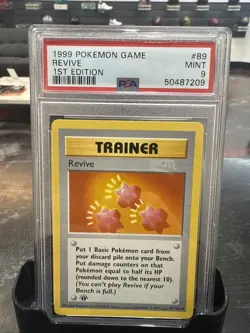 1999 POKEMON GAME #89
REVIVE MINT
1ST EDITION 9
PSA 50487209
TRAINER
Revive
Put 1 Basic Pokémon card from
your discard pile onto your Bench.
Put damage counters on that
Pokémon equal to half its HP
(rounded down to the nearest 10).
(You can't play Revive if your
Bench is full.)